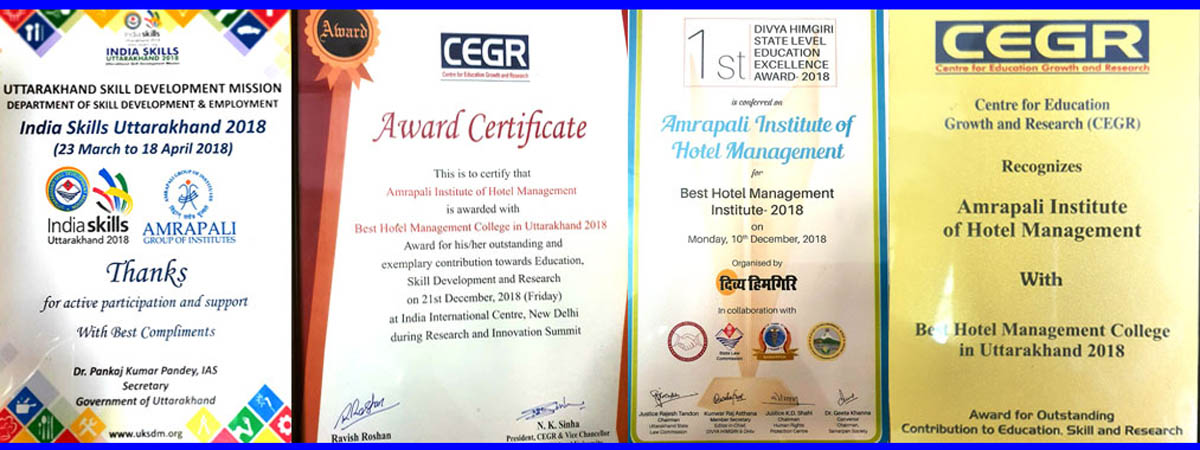 India skills
INDIA SKILLS
UTTARAKHAND 2018
UTTARAKHAND SKILL DEVELOPMENT MISSION
DEPARTMENT OF SKILL DEVELOPMENT & EMPLOYMENT
India Skills Uttarakhand 2018
(23 March to 18 April 2018)
India skills
Uttarakhand 2018
AMRAPALI
GROUP OF INSTITUTES
Thanks
for active participation and support
With Best Compliments
Dr. Pankaj Kumar Pandey, IAS
Secretary
Government of Uttarakhand
www.uksdm.org
Award
CEGR
Centre for Education Growth and Research
Award Certificate
This is to certify that
Amrapali Institute of Hotel Management
is awarded with
Best Hotel Management College in Uttarakhand 2018
Award for his/her outstanding and
exemplary contribution towards Education,
Skill Development and Research
on 21st December, 2018 (Friday)
at India International Centre, New Delhi
during Research and Innovation Summit
Ravish Roshan
N. K. Sinha
President, CEGR & Vice Chancellor
1st
DIVYA HIMGIRI
STATE LEVEL
EDUCATION
EXCELLENCE
AWARD- 2018
is conferred on
Amrapali Institute of
Hotel Management
for
Best Hotel Management
Institute- 2018
on
Monday, 10th December, 2018
Organised by
दिव्य हिमगिरि
In collaboration with
State Law
Commission
Justice Rajesh Tandon
Chairman
Uttarakhand State
Law Commission
Kunwar Raj Asthana
Member Secretary
Editor-in-Chief
DIVYA HIMGIRI & Dhiv
Justice K.D. Shahi
Chairman
Human Rights
Protection Centre
Dr. Geeta Khanna
Convenor
Chairman,
Samarpan Society
CEGR
Centre for Education Growth and Research
Centre for Education
Growth and Research (CEGR)
Recognizes
Amrapali Institute
of Hotel Management
With
Best Hotel Management College
in Uttarakhand 2018
Award for Outstanding
Contribution to Education, Skill and Research